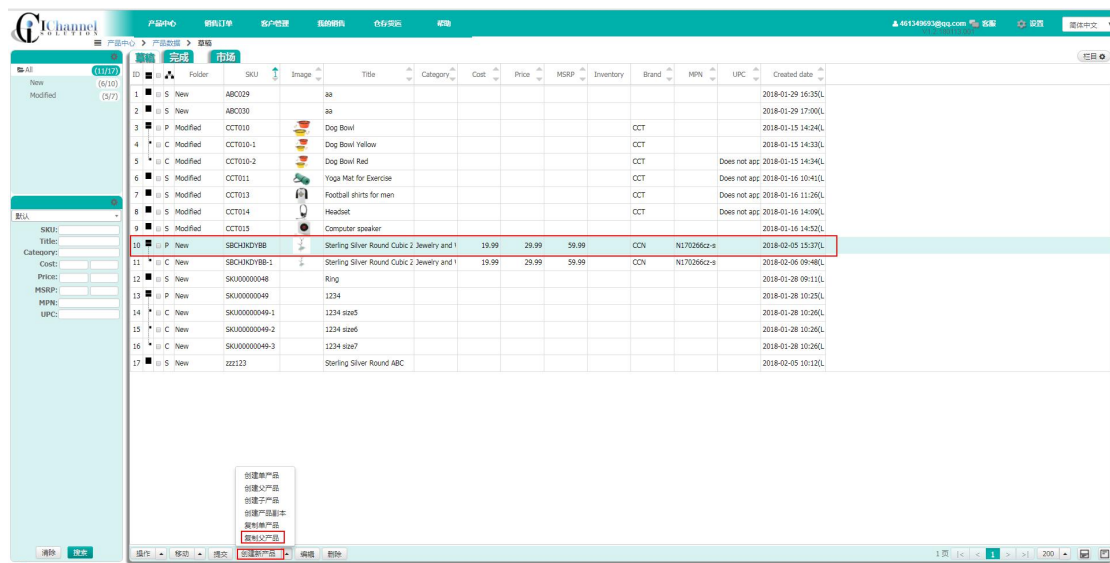 IChannel
SOLUTIONS
产品中心 销售订单 客户管理 我的销售 仓存货运 帮助
461349693@qq.com 客服 设置 简体中文
产品中心 > 产品数据 > 草稿
草稿 完成 市场 栏目
All (11/17)
New (6/10)
Modified (5/7)
ID Folder SKU Image Title Category Cost Price MSRP Inventory Brand MPN UPC Created date
1 S New ABC029 aa 2018-01-29 16:35(L
2 S New ABC030 aa 2018-01-29 17:00(L
3 P Modified CCT010 Dog Bowl CCT 2018-01-15 14:24(L
4 C Modified CCT010-1 Dog Bowl Yellow CCT 2018-01-15 14:33(L
5 C Modified CCT010-2 Dog Bowl Red CCT Does not app 2018-01-15 14:34(L
6 S Modified CCT011 Yoga Mat for Exercise CCT Does not app 2018-01-16 10:41(L
7 S Modified CCT013 Football shirts for men CCT Does not app 2018-01-16 11:26(L
8 S Modified CCT014 Headset CCT Does not app 2018-01-16 14:09(L
9 S Modified CCT015 Computer speaker 2018-01-16 14:52(L
10 P New SBCHJKDYBB Sterling Silver Round Cubic Z Jewelry and 19.99 29.99 59.99 CCN N170266cz-s 2018-02-05 15:37(L
11 C New SBCHJKDYBB-1 Sterling Silver Round Cubic Z Jewelry and 19.99 29.99 59.99 CCN N170266cz-s 2018-02-06 09:48(L
12 S New SKU00000048 Ring 2018-01-28 09:11(L
13 P New SKU00000049 1234 2018-01-28 10:25(L
14 C New SKU00000049-1 1234 size5 2018-01-28 10:26(L
15 C New SKU00000049-2 1234 size6 2018-01-28 10:26(L
16 C New SKU00000049-3 1234 size7 2018-01-28 10:26(L
17 S New zzz123 Sterling Silver Round ABC 2018-02-05 10:12(L
默认
SKU:
Title:
Category:
Cost:
Price:
MSRP:
MPN:
UPC:
清除 搜索
创建单产品
创建父产品
创建子产品
创建产品副本
复制单产品
复制父产品
操作 移动 提交 创建新产品 编辑 删除
1 页 |< < 1 > >| 200